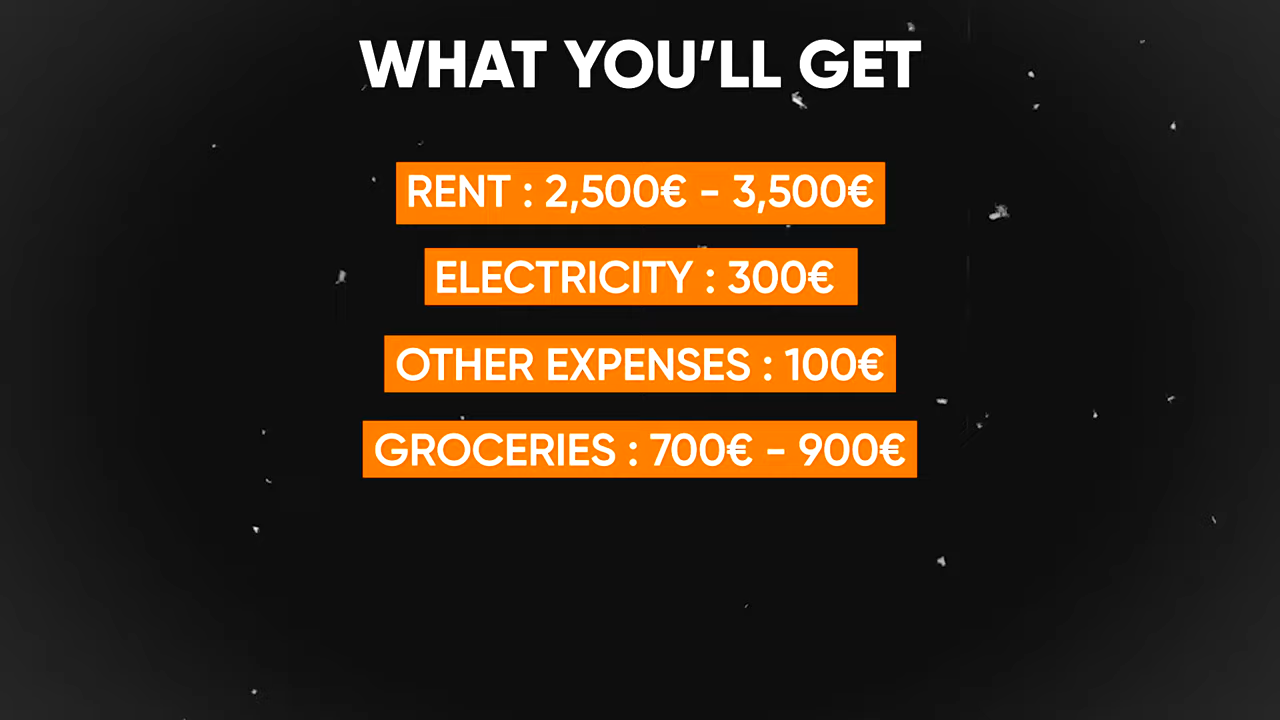 WHAT YOU’LL GET
RENT : 2,500€ - 3,500€
ELECTRICITY : 300€
OTHER EXPENSES : 100€
GROCERIES : 700€ - 900€